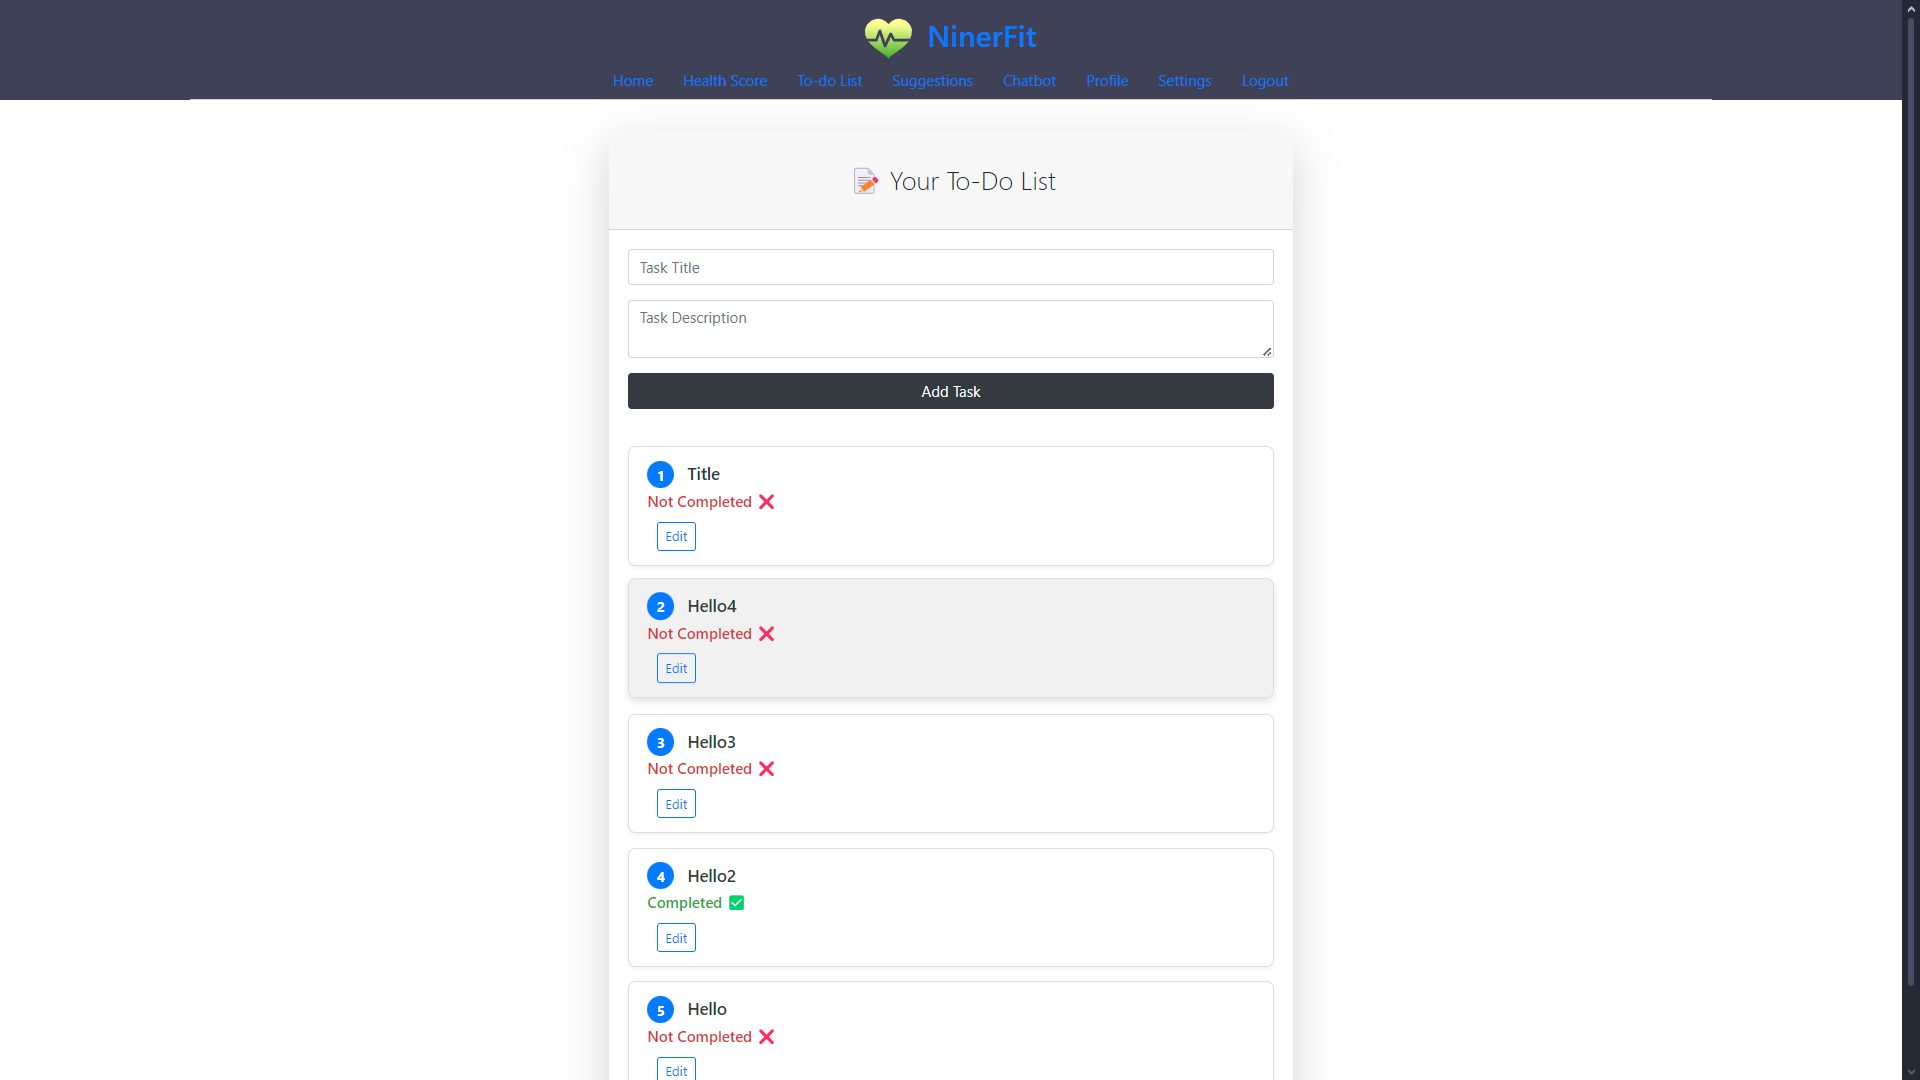 NinerFit
Home Health Score To-do List Suggestions Chatbot Profile Settings Logout
Your To-Do List
Task Title
Task Description
Add Task
1 Title
Not Completed
Edit
2 Hello4
Not Completed
Edit
3 Hello3
Not Completed
Edit
4 Hello2
Completed
Edit
5 Hello
Not Completed
Edit